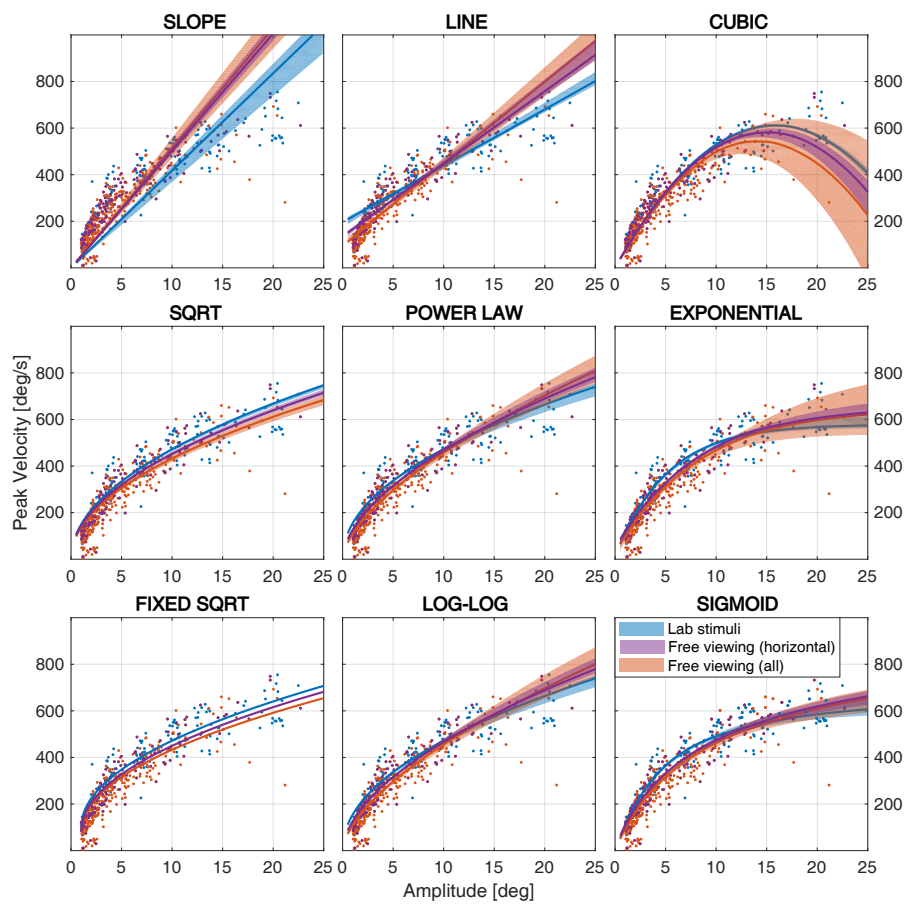 SLOPE LINE CUBIC
800 800
600 600
400 400
200 200
0 5 10 15 20 25 0 5 10 15 20 25 0 5 10 15 20 25
SQRT POWER LAW EXPONENTIAL
Peak Velocity [deg/s]
800 800
600 600
400 400
200 200
0 5 10 15 20 25 0 5 10 15 20 25 0 5 10 15 20 25
FIXED SQRT LOG-LOG SIGMOID
Lab stimuli
Free viewing (horizontal)
Free viewing (all)
800 800
600 600
400 400
200 200
0 5 10 15 20 25 0 5 10 15 20 25 0 5 10 15 20 25
Amplitude [deg]